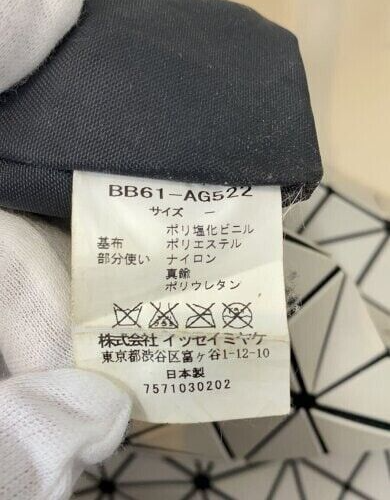 BB61-AG522
サイズ －
ポリ塩化ビニル
基布 ポリエステル
部分使い ナイロン
真鍮
ポリウレタン
株式会社 イッセイミヤケ
東京都渋谷区富ヶ谷1-12-10
日本製
7571030202